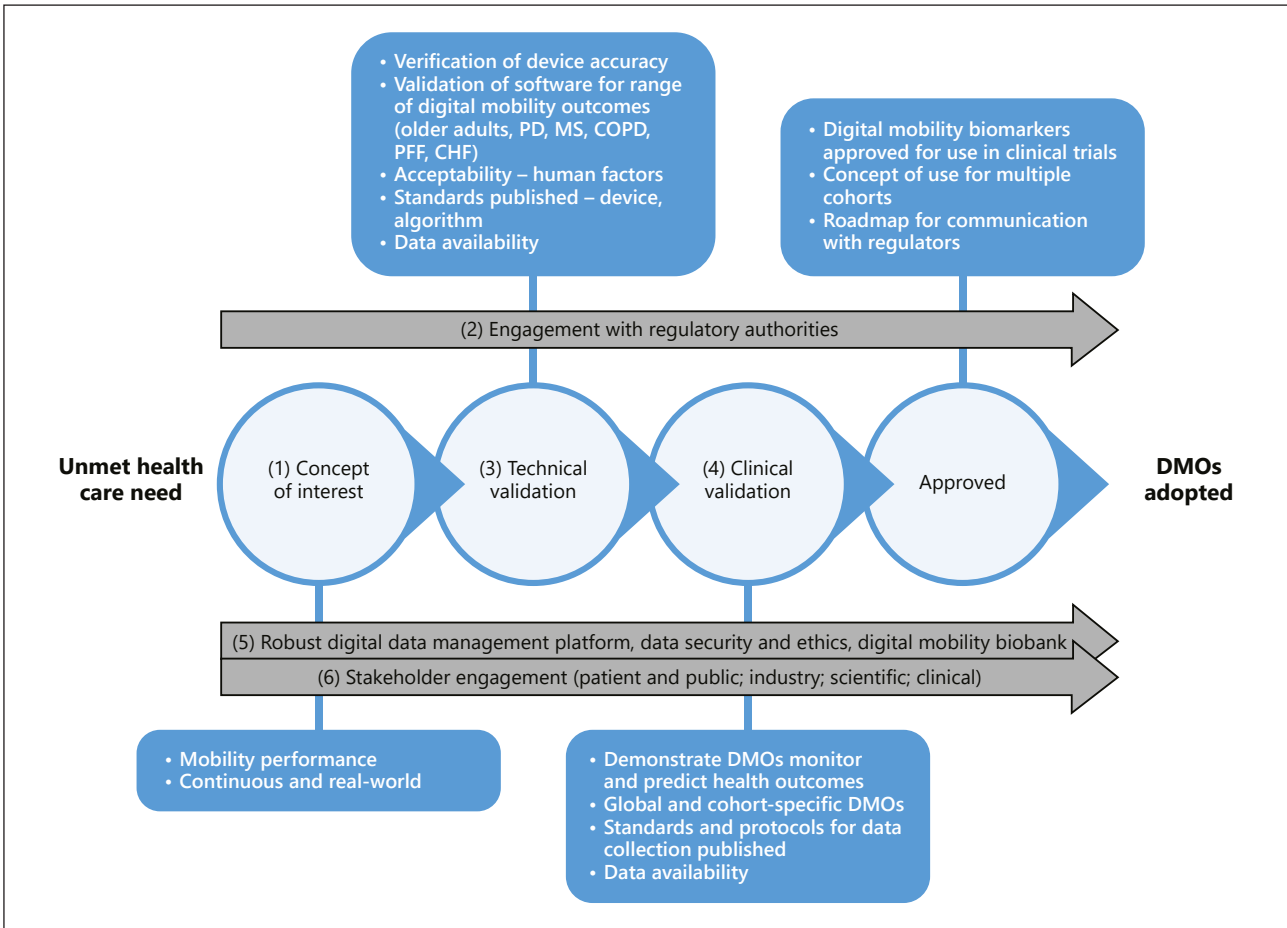 • Verification of device accuracy
• Validation of software for range
of digital mobility outcomes
(older adults, PD, MS, COPD,
PFF, CHF)
• Acceptability – human factors
• Standards published – device,
algorithm
• Data availability
• Digital mobility biomarkers
approved for use in clinical trials
• Concept of use for multiple
cohorts
• Roadmap for communication
with regulators
(2) Engagement with regulatory authorities
Unmet health
care need
(1) Concept
of interest
(3) Technical
validation
(4) Clinical
validation
Approved
DMOs
adopted
(5) Robust digital data management platform, data security and ethics, digital mobility biobank
(6) Stakeholder engagement (patient and public; industry; scientific; clinical)
• Mobility performance
• Continuous and real-world
• Demonstrate DMOs monitor
and predict health outcomes
• Global and cohort-specific DMOs
• Standards and protocols for data
collection published
• Data availability